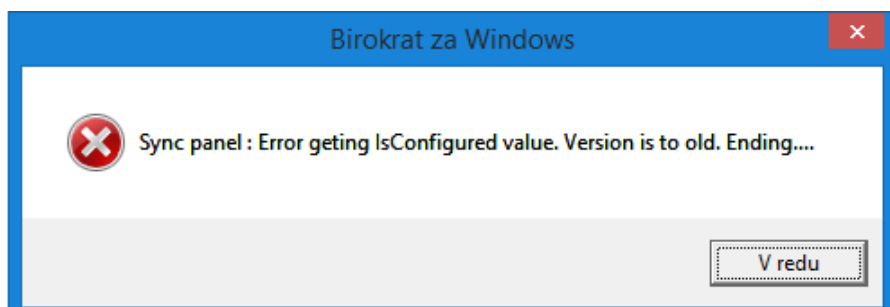 Birokrat za Windows
Sync panel : Error geting IsConfigured value. Version is to old. Ending....
V redu